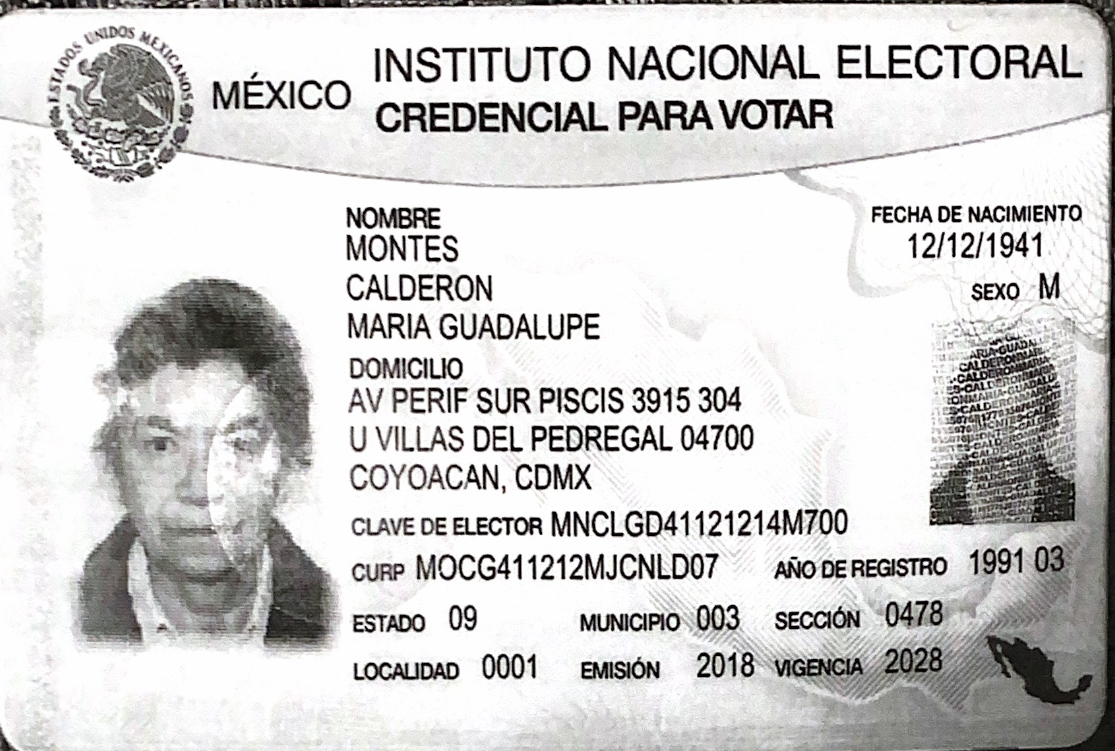 ESTADOS UNIDOS MEXICANOS
MÉXICO
INSTITUTO NACIONAL ELECTORAL
CREDENCIAL PARA VOTAR
NOMBRE
MONTES
CALDERON
MARIA GUADALUPE
FECHA DE NACIMIENTO
12/12/1941
SEXO M
DOMICILIO
AV PERIF SUR PISCIS 3915 304
U VILLAS DEL PEDREGAL 04700
COYOACAN, CDMX
CLAVE DE ELECTOR MNCLGD41121214M700
CURP MOCG411212MJCNLD07 AÑO DE REGISTRO 1991 03
ESTADO 09 MUNICIPIO 003 SECCIÓN 0478
LOCALIDAD 0001 EMISIÓN 2018 VIGENCIA 2028